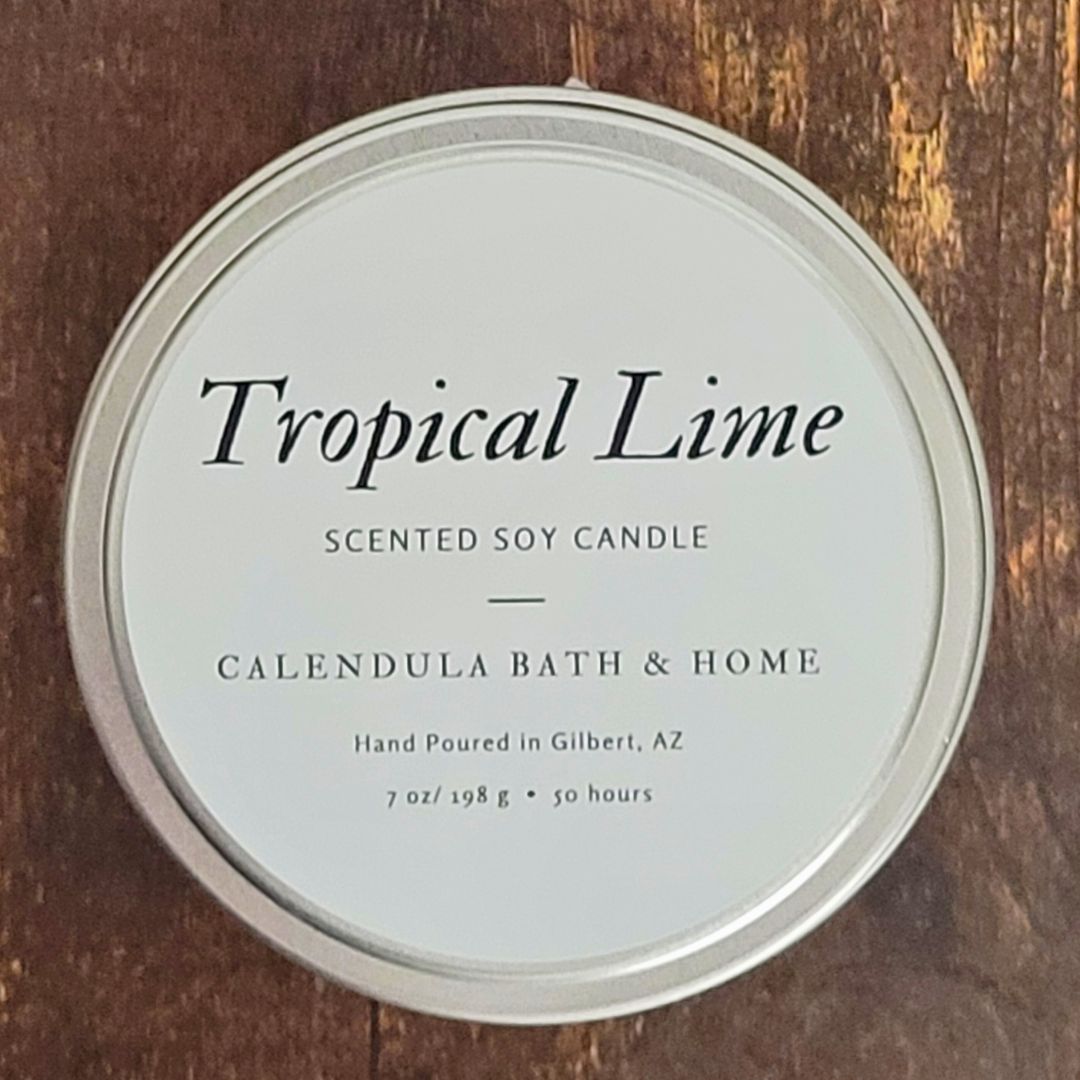 Tropical Lime
SCENTED SOY CANDLE
CALENDULA BATH & HOME
Hand Poured in Gilbert, AZ
7 oz/ 198 g • 50 hours